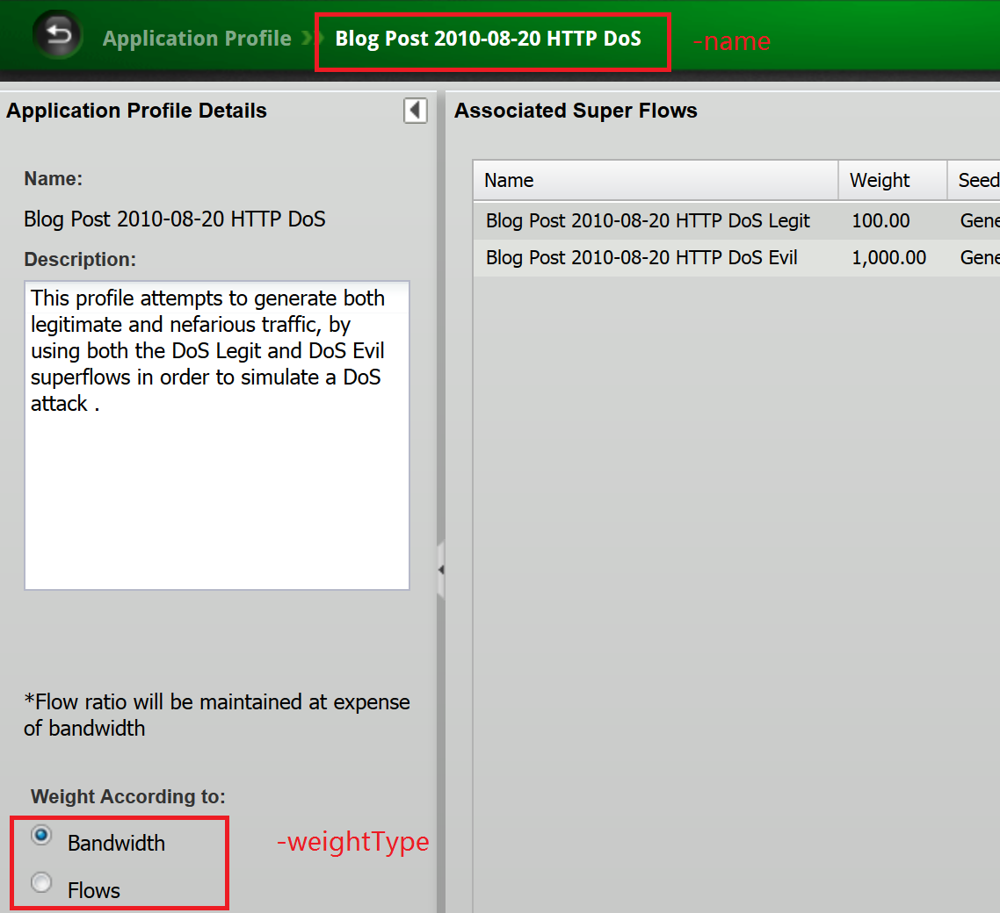 Application Profile
Blog Post 2010-08-20 HTTP DoS
-name
Application Profile Details
Name:
Blog Post 2010-08-20 HTTP DoS
Description:
This profile attempts to generate both
legitimate and nefarious traffic, by
using both the DoS Legit and DoS Evil
superflows in order to simulate a DoS
attack .
*Flow ratio will be maintained at expense
of bandwidth
Weight According to:
Bandwidth
Flows
-weightType
Associated Super Flows
Name Weight Seed
Blog Post 2010-08-20 HTTP DoS Legit 100.00 Gene
Blog Post 2010-08-20 HTTP DoS Evil 1,000.00 Gene